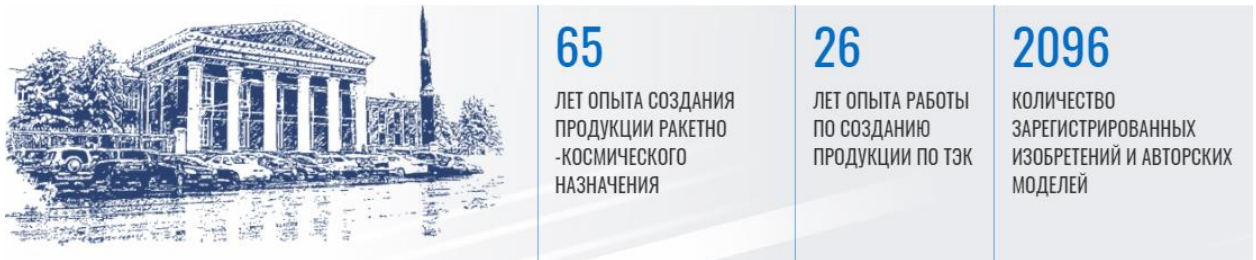 65
ЛЕТ ОПЫТА СОЗДАНИЯ
ПРОДУКЦИИ РАКЕТНО
-КОСМИЧЕСКОГО
НАЗНАЧЕНИЯ
26
ЛЕТ ОПЫТА РАБОТЫ
ПО СОЗДАНИЮ
ПРОДУКЦИИ ПО ТЭК
2096
КОЛИЧЕСТВО
ЗАРЕГИСТРИРОВАННЫХ
ИЗОБРЕТЕНИЙ И АВТОРСКИХ
МОДЕЛЕЙ